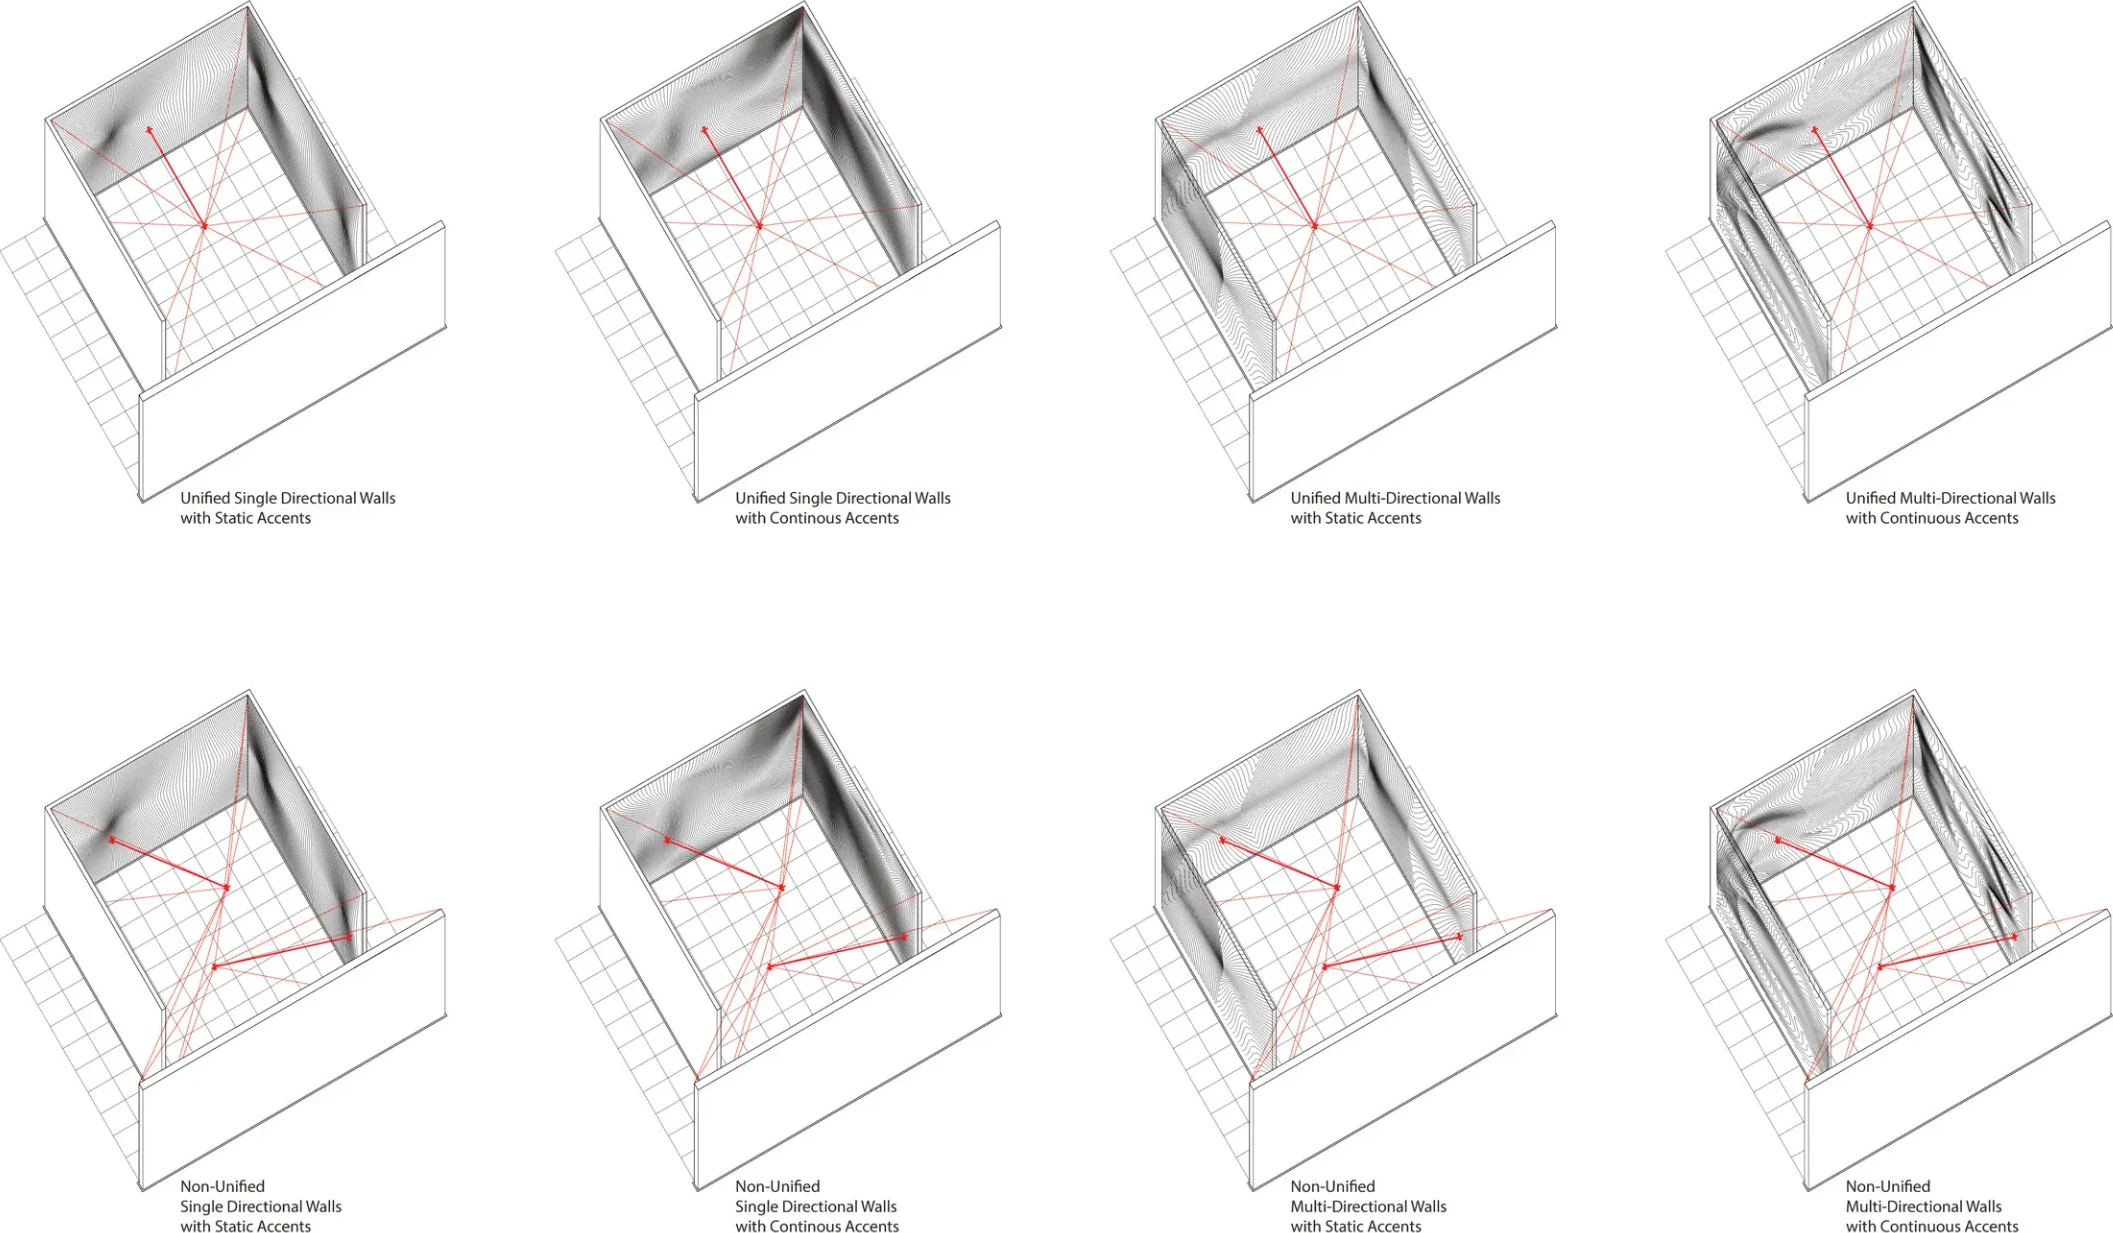 Unified Single Directional Walls
with Static Accents
Unified Single Directional Walls
with Continous Accents
Unified Multi-Directional Walls
with Static Accents
Unified Multi-Directional Walls
with Continuous Accents
Non-Unified
Single Directional Walls
with Static Accents
Non-Unified
Single Directional Walls
with Continous Accents
Non-Unified
Multi-Directional Walls
with Static Accents
Non-Unified
Multi-Directional Walls
with Continuous Accents